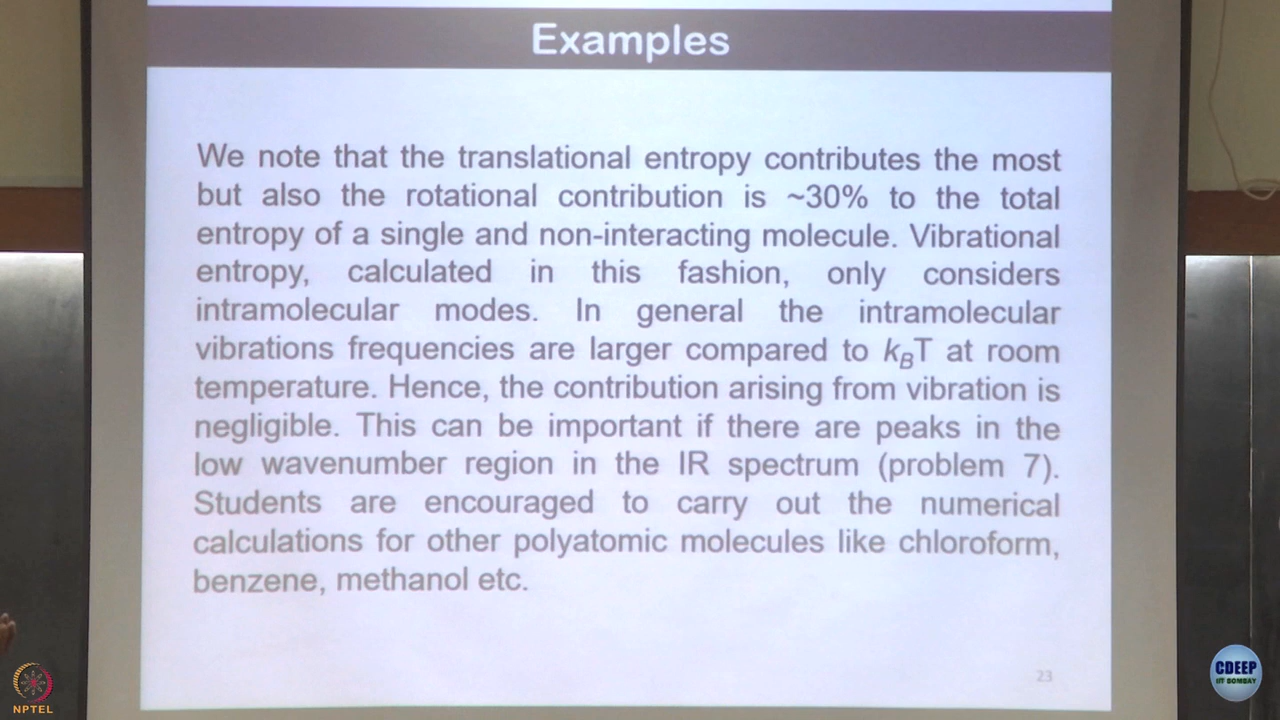 Examples
We note that the translational entropy contributes the most
but also the rotational contribution is ~30% to the total
entropy of a single and non-interacting molecule. Vibrational
entropy, calculated in this fashion, only considers
intramolecular modes. In general the intramolecular
vibrations frequencies are larger compared to kBT at room
temperature. Hence, the contribution arising from vibration is
negligible. This can be important if there are peaks in the
low wavenumber region in the IR spectrum (problem 7).
Students are encouraged to carry out the numerical
calculations for other polyatomic molecules like chloroform,
benzene, methanol etc.
23
NPTEL
CDEEP
IIT BOMBAY